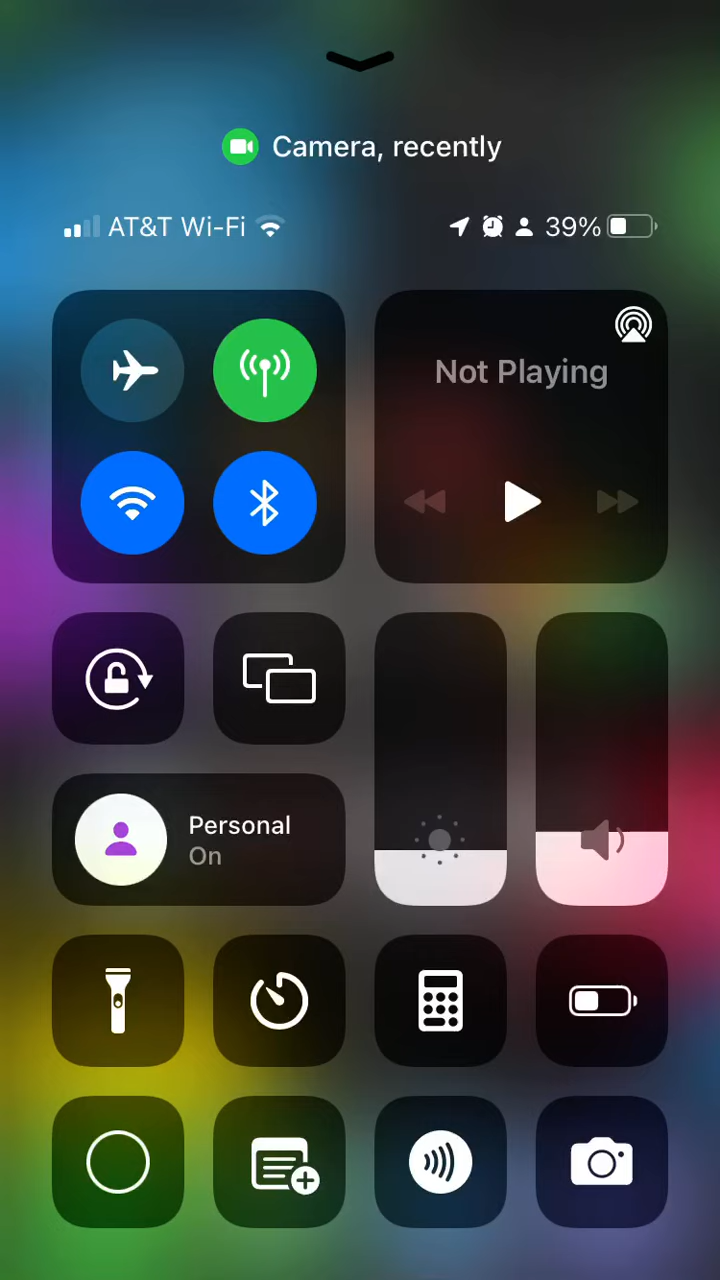 Camera, recently
AT&T Wi-Fi 39%
Not Playing
Personal
On